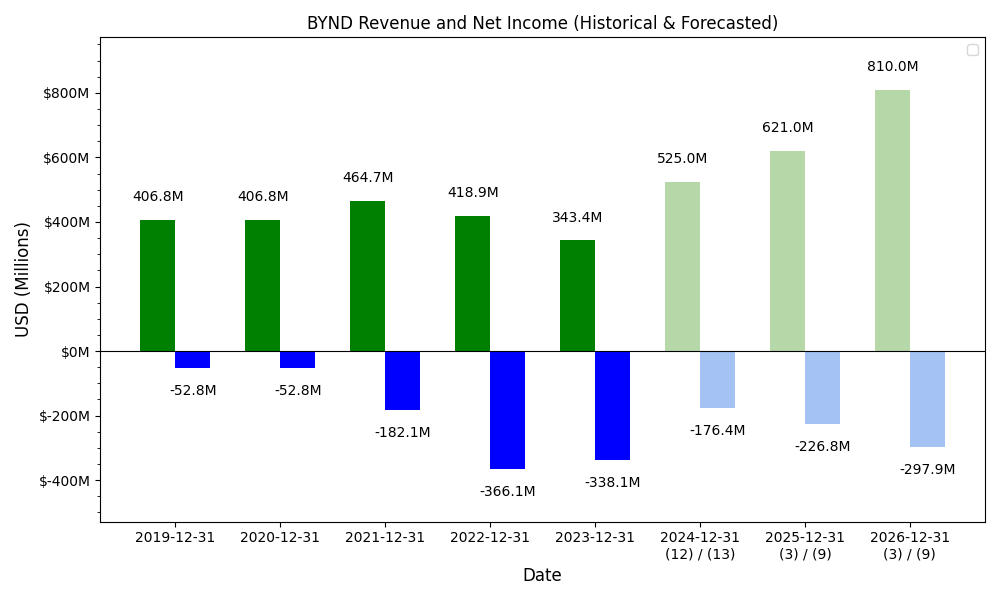 BYND Revenue and Net Income (Historical & Forecasted)
USD (Millions)
$800M
$600M
$400M
$200M
$0M
$-200M
$-400M
406.8M
406.8M
464.7M
418.9M
343.4M
525.0M
621.0M
810.0M
-52.8M
-52.8M
-182.1M
-366.1M
-338.1M
-176.4M
-226.8M
-297.9M
2019-12-31
2020-12-31
2021-12-31
2022-12-31
2023-12-31
2024-12-31
(12) / (13)
2025-12-31
(3) / (9)
2026-12-31
(3) / (9)
Date